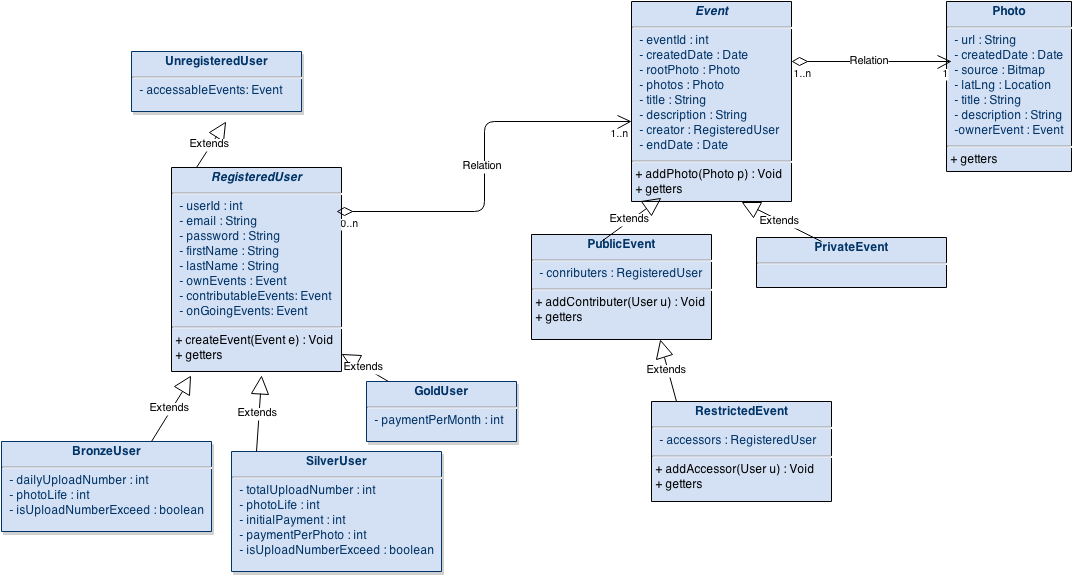 UnregisteredUser
- accessableEvents: Event
Extends
RegisteredUser
- userId : int
- email : String
- password : String
- firstName : String
- lastName : String
- ownEvents : Event
- contributableEvents: Event
- onGoingEvents: Event
+ createEvent(Event e) : Void
+ getters
0..n
Relation
1..n
Event
- eventId : int
- createdDate : Date
- rootPhoto : Photo
- photos : Photo
- title : String
- description : String
- creator : RegisteredUser
- endDate : Date
+ addPhoto(Photo p) : Void
+ getters
1..n
Relation
1
Photo
- url : String
- createdDate : Date
- source : Bitmap
- latLng : Location
- title : String
- description : String
-ownerEvent : Event
+ getters
Extends
Extends
PublicEvent
- conributers : RegisteredUser
+ addContributer(User u) : Void
+ getters
PrivateEvent
Extends
RestrictedEvent
- accessors : RegisteredUser
+ addAccessor(User u) : Void
+ getters
Extends
GoldUser
- paymentPerMonth : int
Extends
Extends
BronzeUser
- dailyUploadNumber : int
- photoLife : int
- isUploadNumberExceed : boolean
SilverUser
- totalUploadNumber : int
- photoLife : int
- initialPayment : int
- paymentPerPhoto : int
- isUploadNumberExceed : boolean